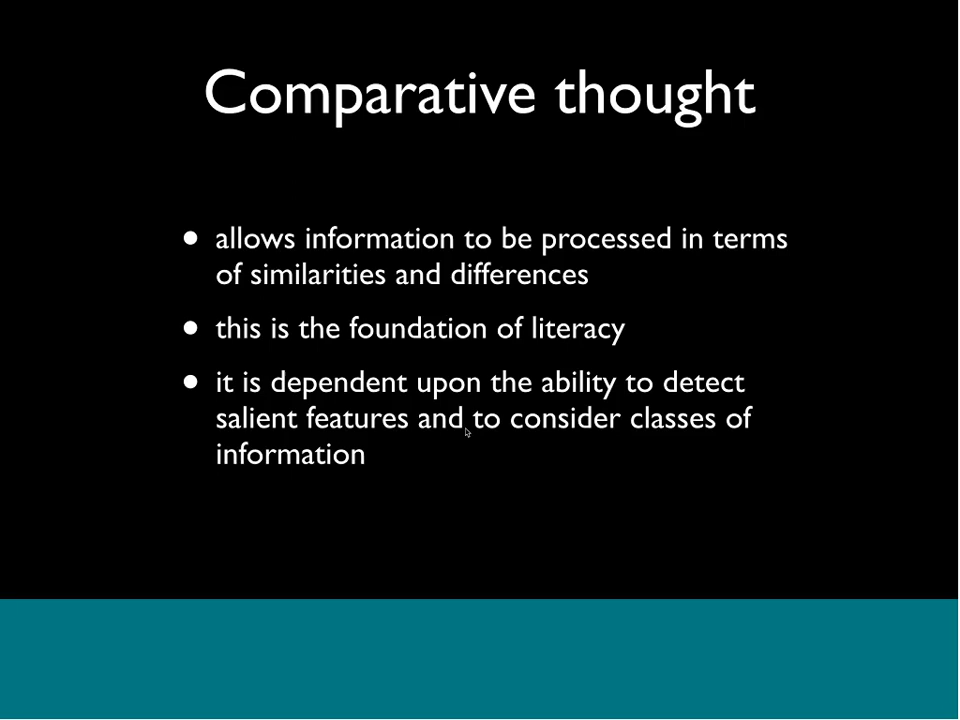 Comparative thought
• allows information to be processed in terms
of similarities and differences
• this is the foundation of literacy
• it is dependent upon the ability to detect
salient features and to consider classes of
information